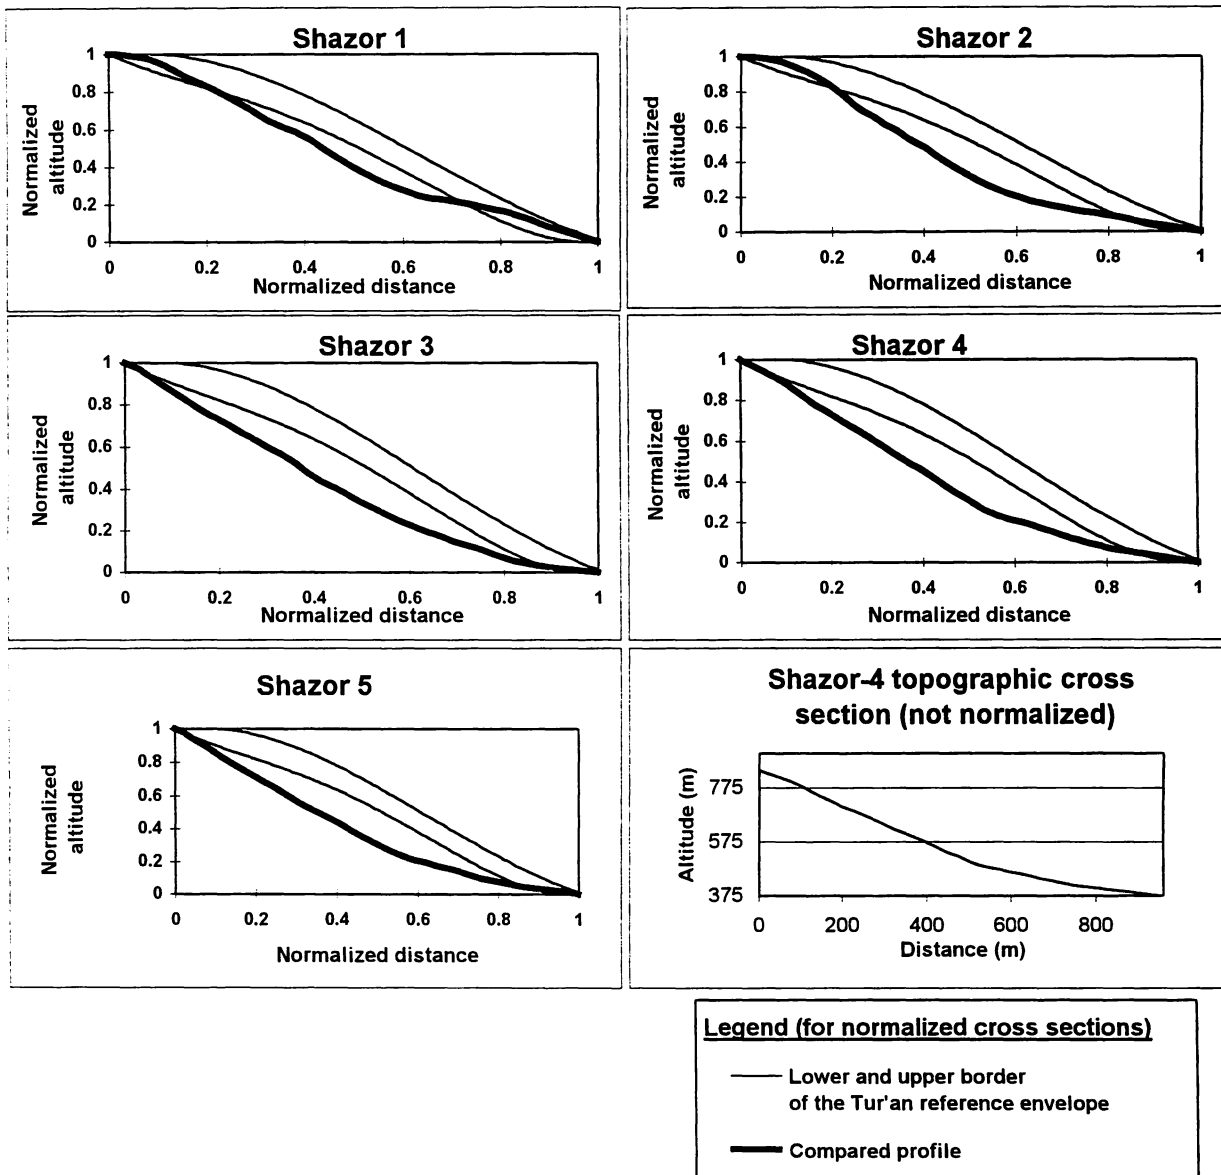 Shazor 1
Normalized
altitude
1
0.8
0.6
0.4
0.2
0
0 0.2 0.4 0.6 0.8 1
Normalized distance
Shazor 2
Normalized
altitude
1
0.8
0.6
0.4
0.2
0
0 0.2 0.4 0.6 0.8 1
Normalized distance
Shazor 3
Normalized
altitude
1
0.8
0.6
0.4
0.2
0
0 0.2 0.4 0.6 0.8 1
Normalized distance
Shazor 4
Normalized
altitude
1
0.8
0.6
0.4
0.2
0
0 0.2 0.4 0.6 0.8 1
Normalized distance
Shazor 5
Normalized
altitude
1
0.8
0.6
0.4
0.2
0
0 0.2 0.4 0.6 0.8 1
Normalized distance
Shazor-4 topographic cross
section (not normalized)
Altitude (m)
775
575
375
0 200 400 600 800
Distance (m)
Legend (for normalized cross sections)
Lower and upper border
of the Tur'an reference envelope
Compared profile